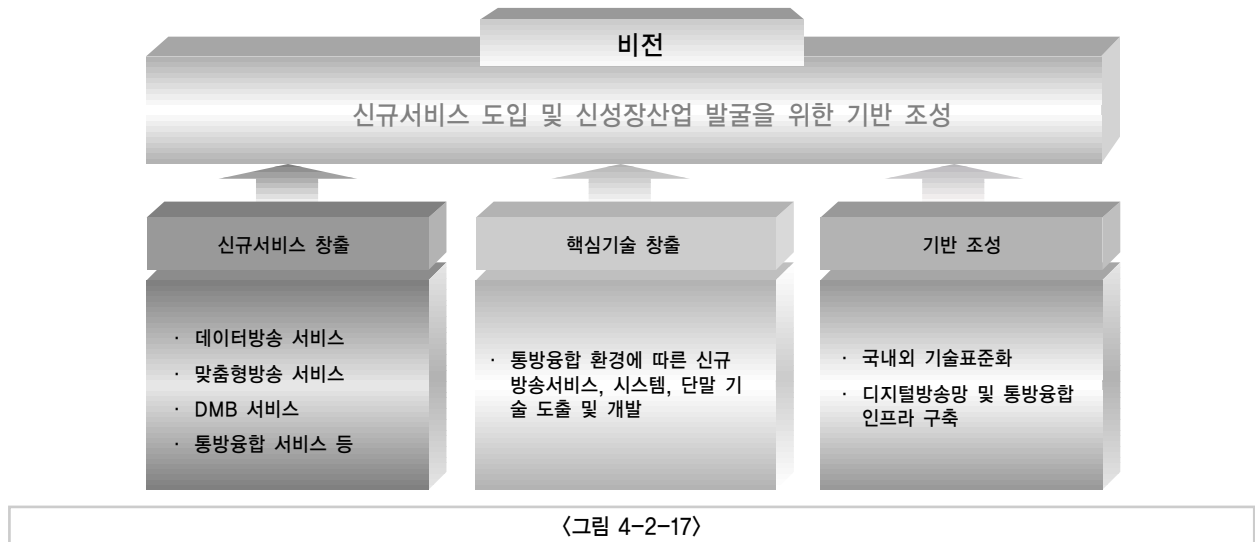 비전
신규서비스 도입 및 신성장산업 발굴을 위한 기반 조성
신규서비스 창출
· 데이터방송 서비스
· 맞춤형방송 서비스
· DMB 서비스
· 통방융합 서비스 등
핵심기술 창출
· 통방융합 환경에 따른 신규
방송서비스, 시스템, 단말 기
술 도출 및 개발
기반 조성
· 국내외 기술표준화
· 디지털방송망 및 통방융합
인프라 구축
〈그림 4-2-17〉